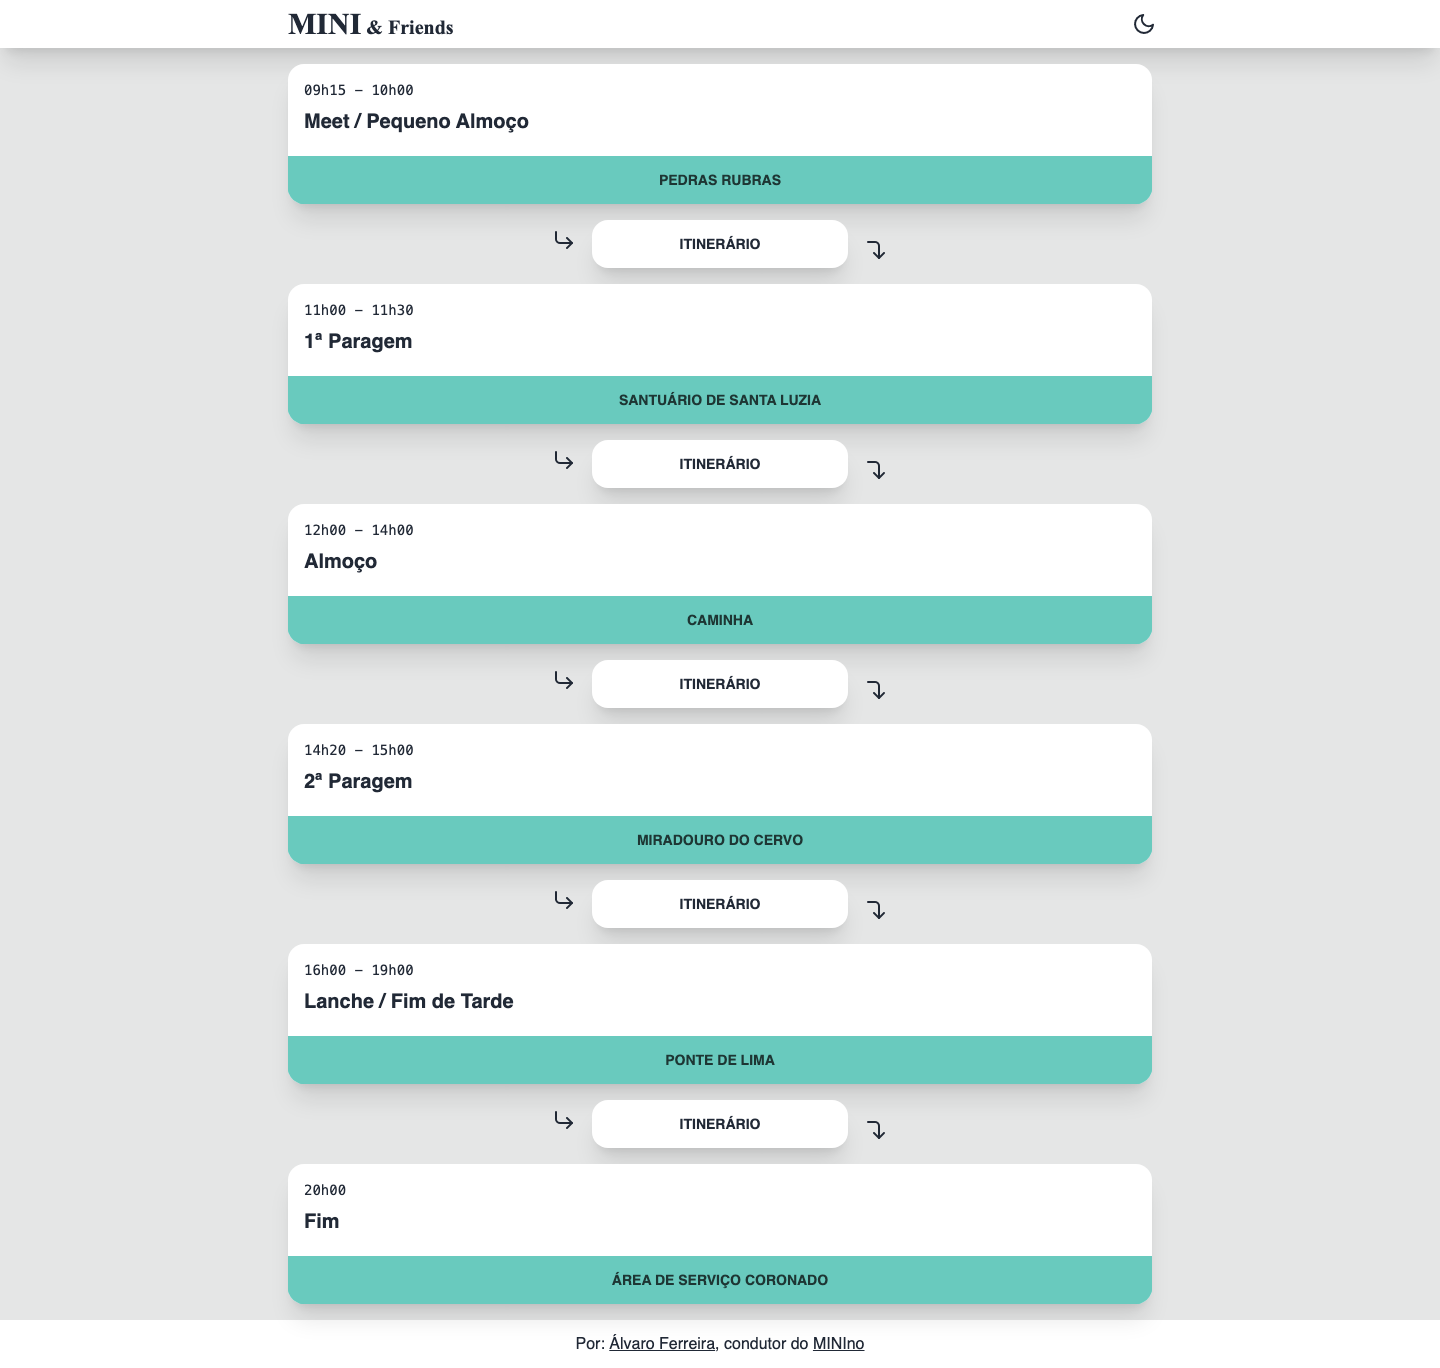 MINI & Friends
09h15 – 10h00
Meet / Pequeno Almoço
PEDRAS RUBRAS
ITINERÁRIO
11h00 – 11h30
1ª Paragem
SANTUÁRIO DE SANTA LUZIA
ITINERÁRIO
12h00 – 14h00
Almoço
CAMINHA
ITINERÁRIO
14h20 – 15h00
2ª Paragem
MIRADOURO DO CERVO
ITINERÁRIO
16h00 – 19h00
Lanche / Fim de Tarde
PONTE DE LIMA
ITINERÁRIO
20h00
Fim
ÁREA DE SERVIÇO CORONADO
Por: Álvaro Ferreira, condutor do MINIno